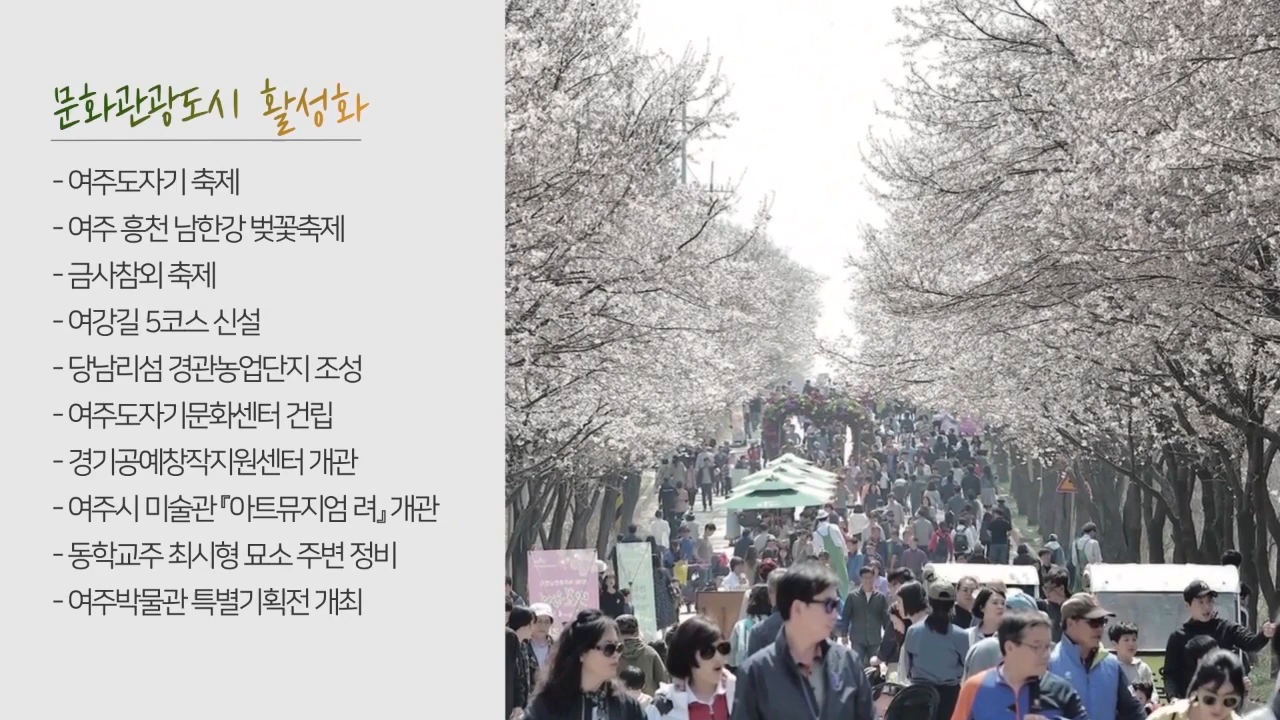 문화관광도시 활성화
- 여주도자기 축제
- 여주 흥천 남한강 벚꽃축제
- 금사참외 축제
- 여강길 5코스 신설
- 당남리섬 경관농업단지 조성
- 여주도자기문화센터 건립
- 경기공예창작지원센터 개관
- 여주시 미술관『아트뮤지엄 려』개관
- 동학교주 최시형 묘소 주변 정비
- 여주박물관 특별기획전 개최